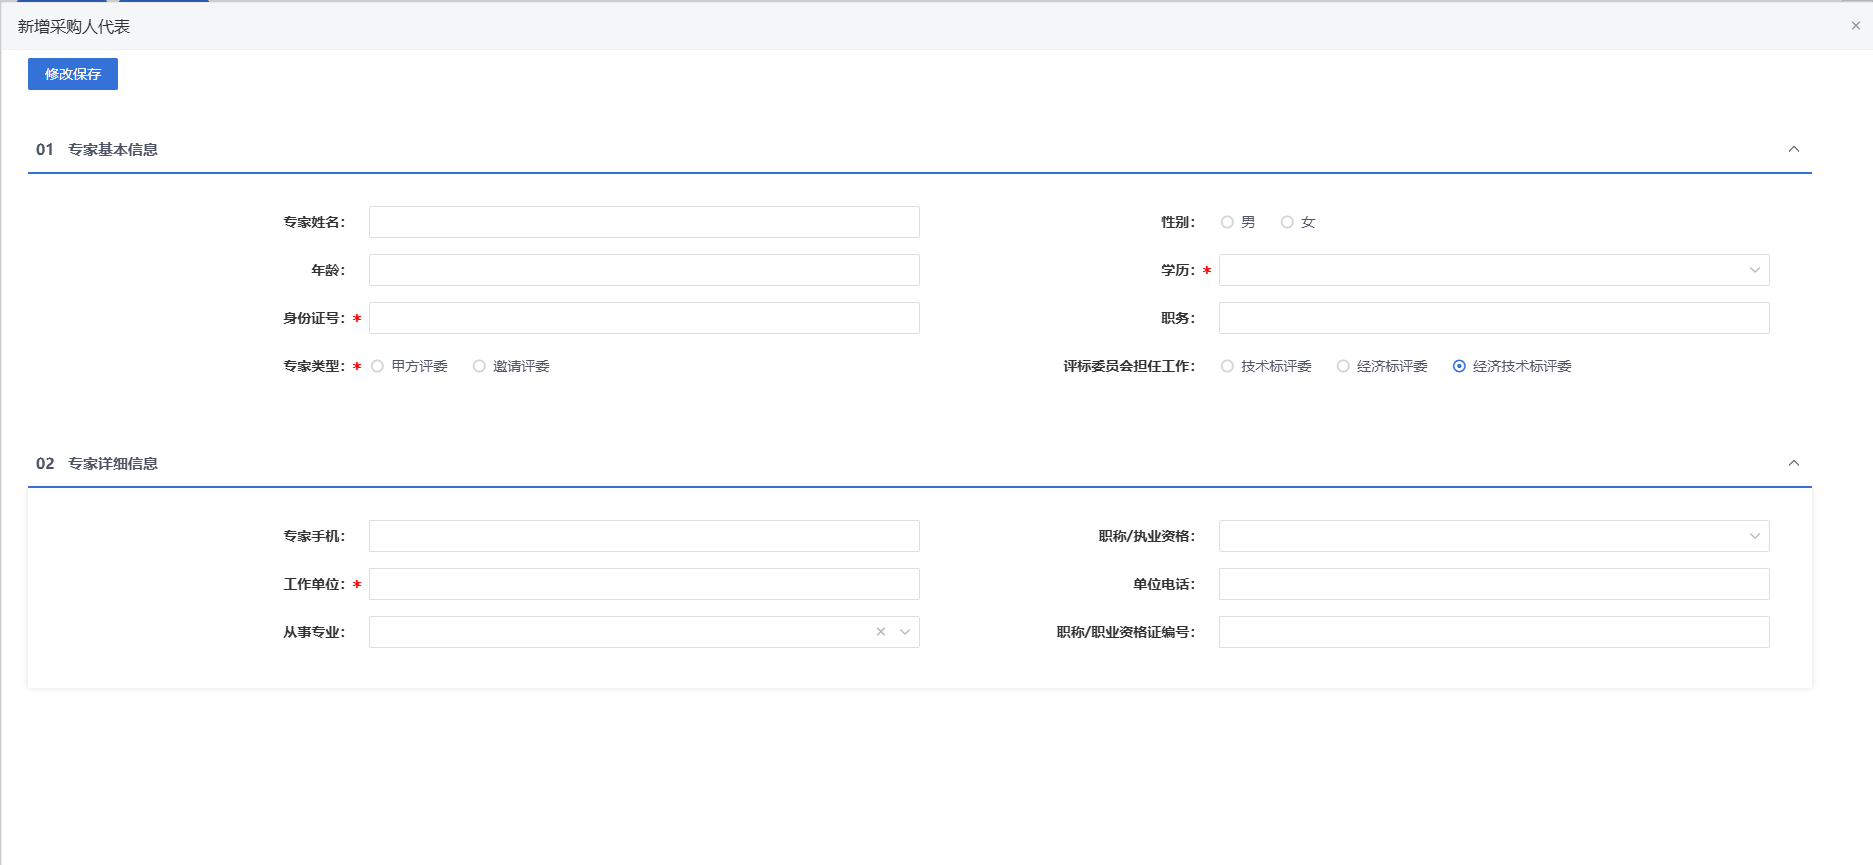 新增采购人代表
修改保存
01 专家基本信息
专家姓名： 性别： 男 女
年龄： 学历：*
身份证号：* 职务：
专家类型：* 甲方评委 邀请评委 评标委员会担任工作： 技术标评委 经济标评委 经济技术标评委
02 专家详细信息
专家手机： 职称/执业资格：
工作单位：* 单位电话：
从事专业： 职称/职业资格证编号：